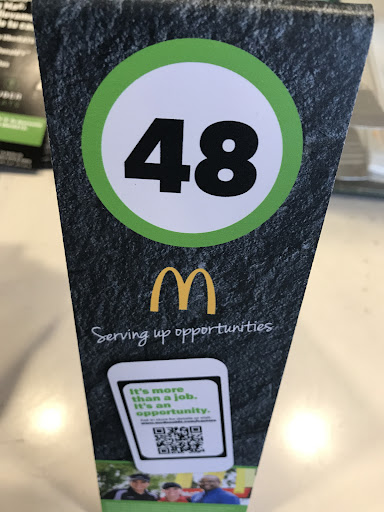 48
Serving up opportunities
It's more
than a job.
It's an
opportunity.